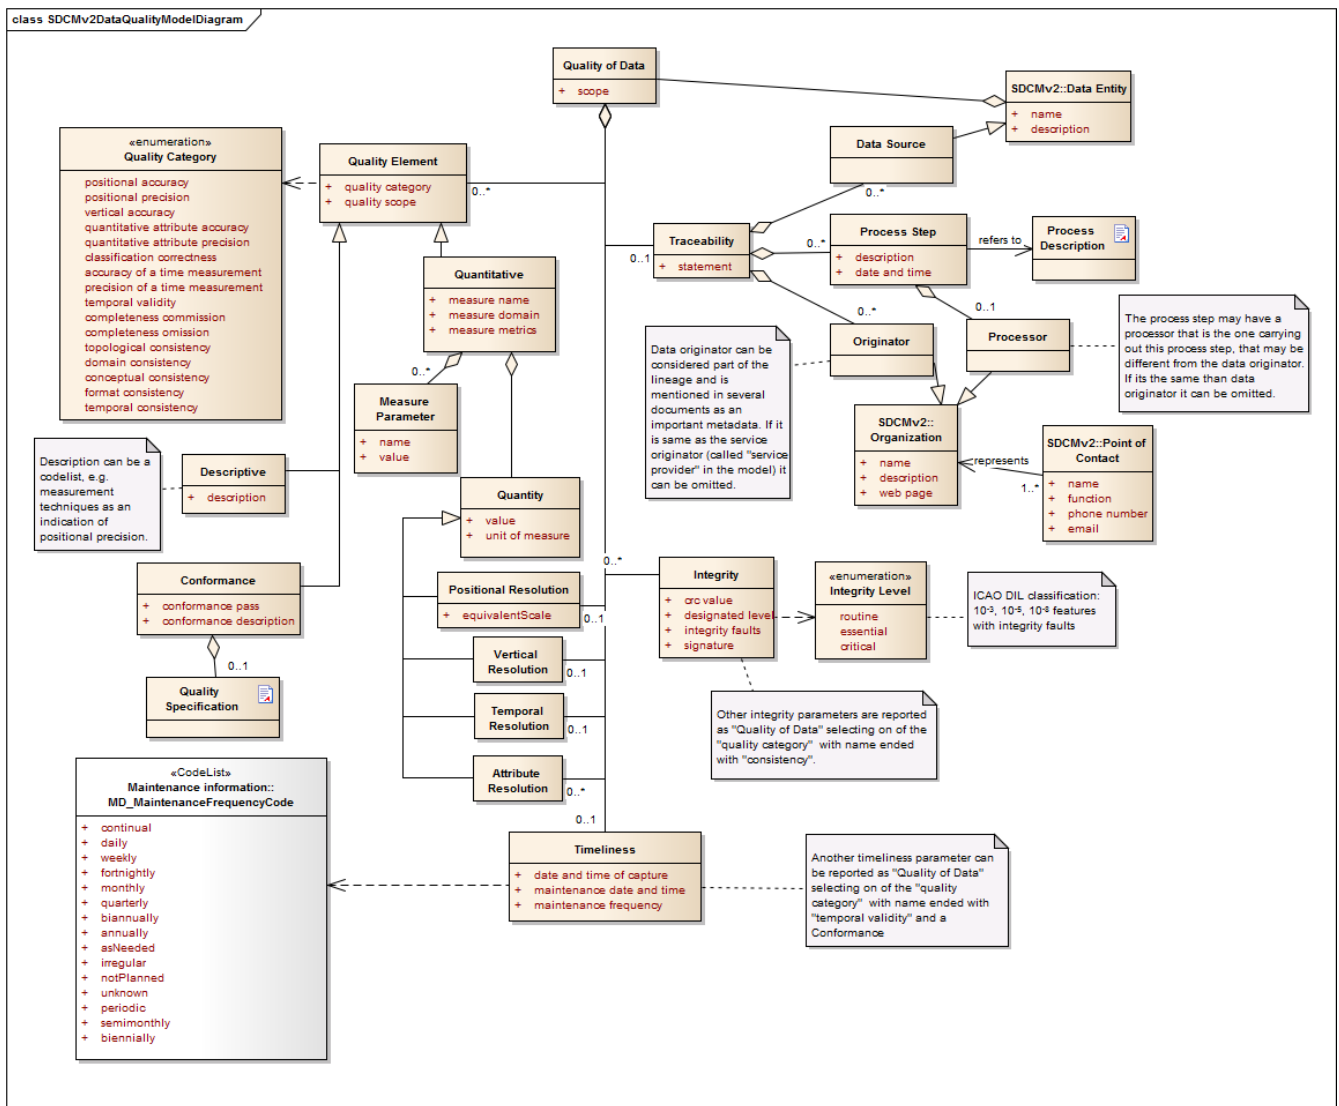 class SDCMv2DataQualityModelDiagram
Quality of Data
+ scope
SDCMv2::Data Entity
+ name
+ description
«enumeration»
Quality Category
positional accuracy
positional precision
vertical accuracy
quantitative attribute accuracy
quantitative attribute precision
classification correctness
accuracy of a time measurement
precision of a time measurement
temporal validity
completeness commission
completeness omission
topological consistency
domain consistency
conceptual consistency
format consistency
temporal consistency
Quality Element
+ quality category
+ quality scope
0..*
Data Source
0..*
Traceability
+ statement
0..1
Process Step
+ description
+ date and time
0..*
refers to
Process
Description
Quantitative
+ measure name
+ measure domain
+ measure metrics
0..*
Measure
Parameter
+ name
+ value
0..*
Originator
0..1
Processor
Data originator can be
considered part of the
lineage and is
mentioned in several
documents as an
important metadata. If it
is same as the service
originator (called "service
provider" in the model) it
can be omitted.
The process step may have a
processor that is the one carrying
out this process step, that may be
different from the data originator.
If its the same than data
originator it can be omitted.
SDCMv2::
Organization
+ name
+ description
+ web page
represents
1..*
SDCMv2::Point of
Contact
+ name
+ function
+ phone number
+ email
Description can be a
codelist, e.g.
measurement
techniques as an
indication of
positional precision.
Descriptive
+ description
Quantity
+ value
+ unit of measure
Conformance
+ conformance pass
+ conformance description
0..1
Quality
Specification
Positional Resolution
+ equivalentScale
0..1
Vertical
Resolution
0..1
Temporal
Resolution
0..1
Attribute
Resolution
0..*
0..*
Integrity
+ crc value
+ designated level
+ integrity faults
+ signature
«enumeration»
Integrity Level
routine
essential
critical
ICAO DIL classification:
10-3, 10-5, 10-8 features
with integrity faults
Other integrity parameters are reported
as "Quality of Data" selecting on of the
"quality category" with name ended
with "consistency".
«CodeList»
Maintenance information::
MD_MaintenanceFrequencyCode
+ continual
+ daily
+ weekly
+ fortnightly
+ monthly
+ quarterly
+ biannually
+ annually
+ asNeeded
+ irregular
+ notPlanned
+ unknown
+ periodic
+ semimonthly
+ biennially
0..1
Timeliness
+ date and time of capture
+ maintenance date and time
+ maintenance frequency
Another timeliness parameter can
be reported as "Quality of Data"
selecting on of the "quality
category" with name ended with
"temporal validity" and a
Conformance